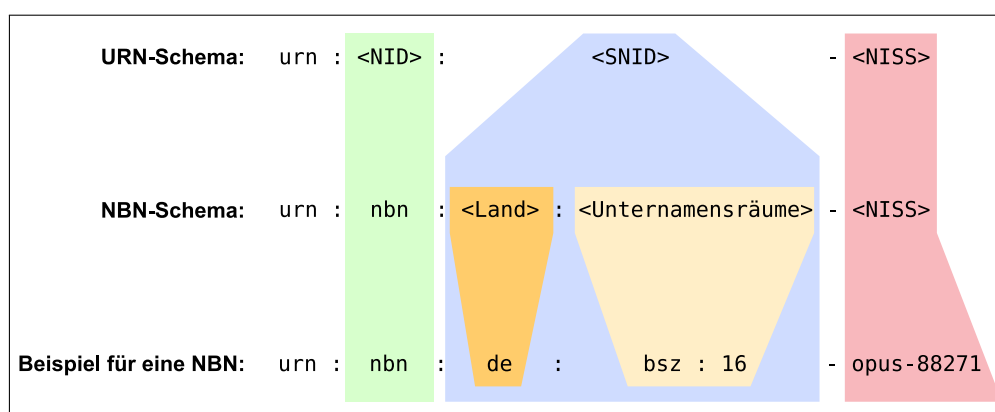 URN-Schema: urn : <NID> : <SNID> - <NISS>
NBN-Schema: urn : nbn : <Land> : <Unternamensräume> - <NISS>
Beispiel für eine NBN: urn : nbn : de : bsz : 16 - opus-88271